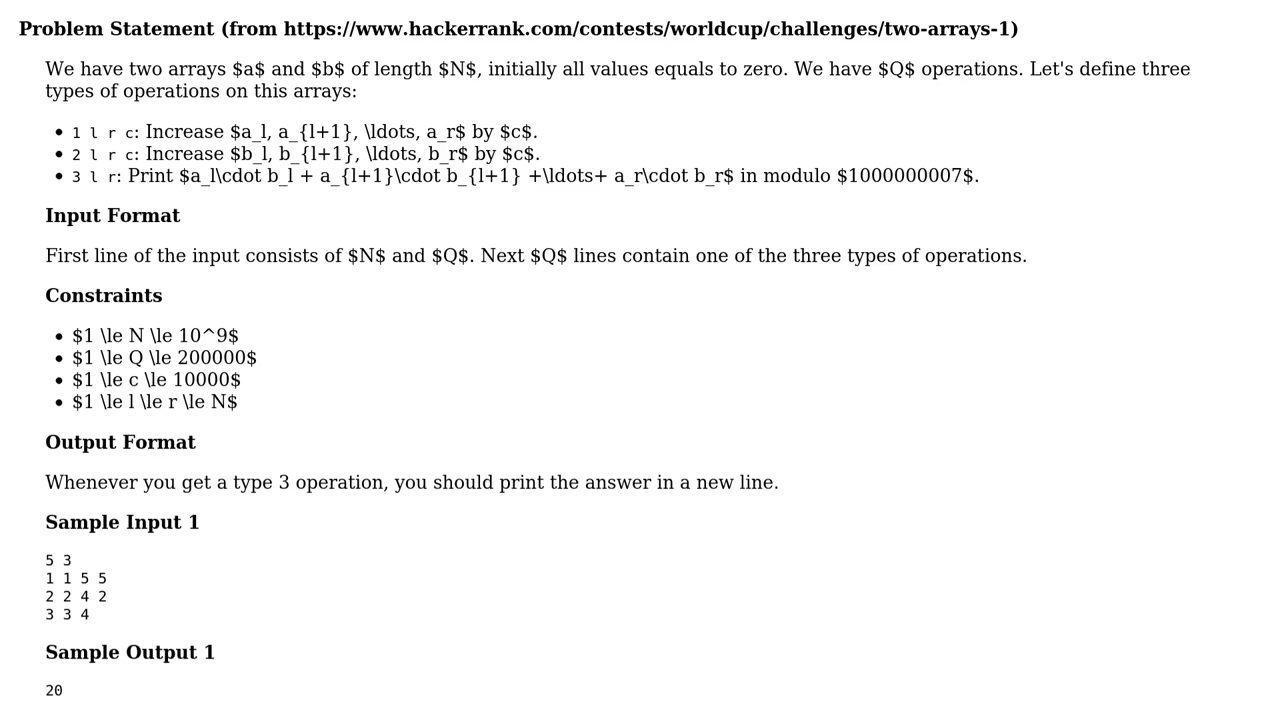 Problem Statement (from https://www.hackerrank.com/contests/worldcup/challenges/two-arrays-1)
We have two arrays $a$ and $b$ of length $N$, initially all values equals to zero. We have $Q$ operations. Let's define three
types of operations on this arrays:
• 1 l r c: Increase $a_l, a_{l+1}, \ldots, a_r$ by $c$.
• 2 l r c: Increase $b_l, b_{l+1}, \ldots, b_r$ by $c$.
• 3 l r: Print $a_l\cdot b_l + a_{l+1}\cdot b_{l+1} +\ldots+ a_r\cdot b_r$ in modulo $1000000007$.
Input Format
First line of the input consists of $N$ and $Q$. Next $Q$ lines contain one of the three types of operations.
Constraints
• $1 \le N \le 10^9$
• $1 \le Q \le 200000$
• $1 \le c \le 10000$
• $1 \le l \le r \le N$
Output Format
Whenever you get a type 3 operation, you should print the answer in a new line.
Sample Input 1
5 3
1 1 5 5
2 2 4 2
3 3 4
Sample Output 1
20